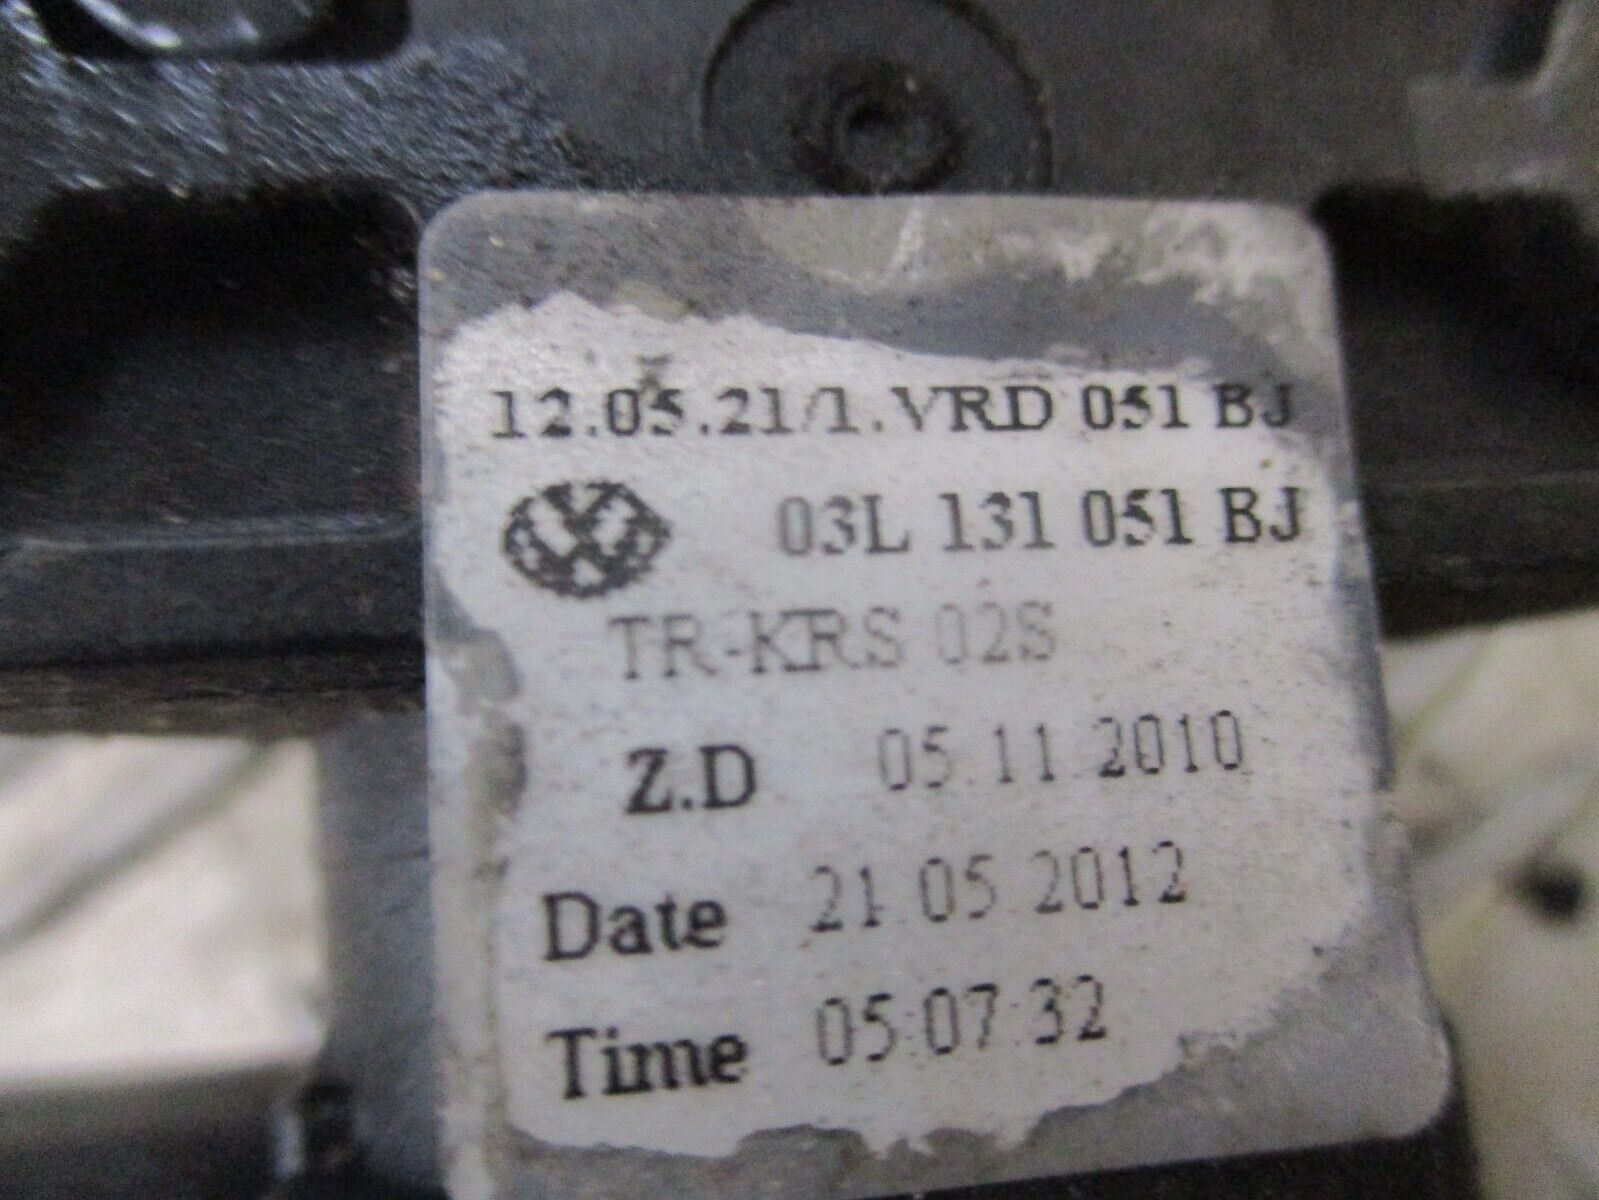 12.05.21/1.VRD 051 BJ
03L 131 051 BJ
TR-KRS 02S
Z.D 05.11.2010
Date 21.05.2012
Time 05:07:32